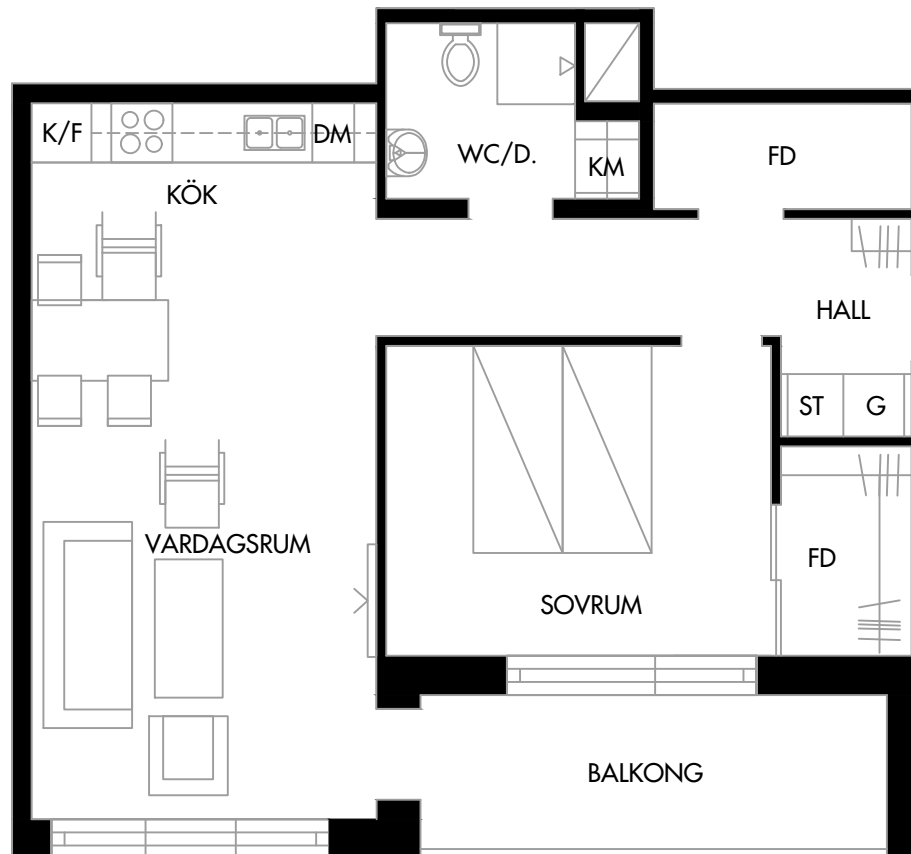 K/F
DM
WC/D.
KM
FD
KÖK
HALL
ST
G
VARDAGSRUM
FD
SOVRUM
BALKONG